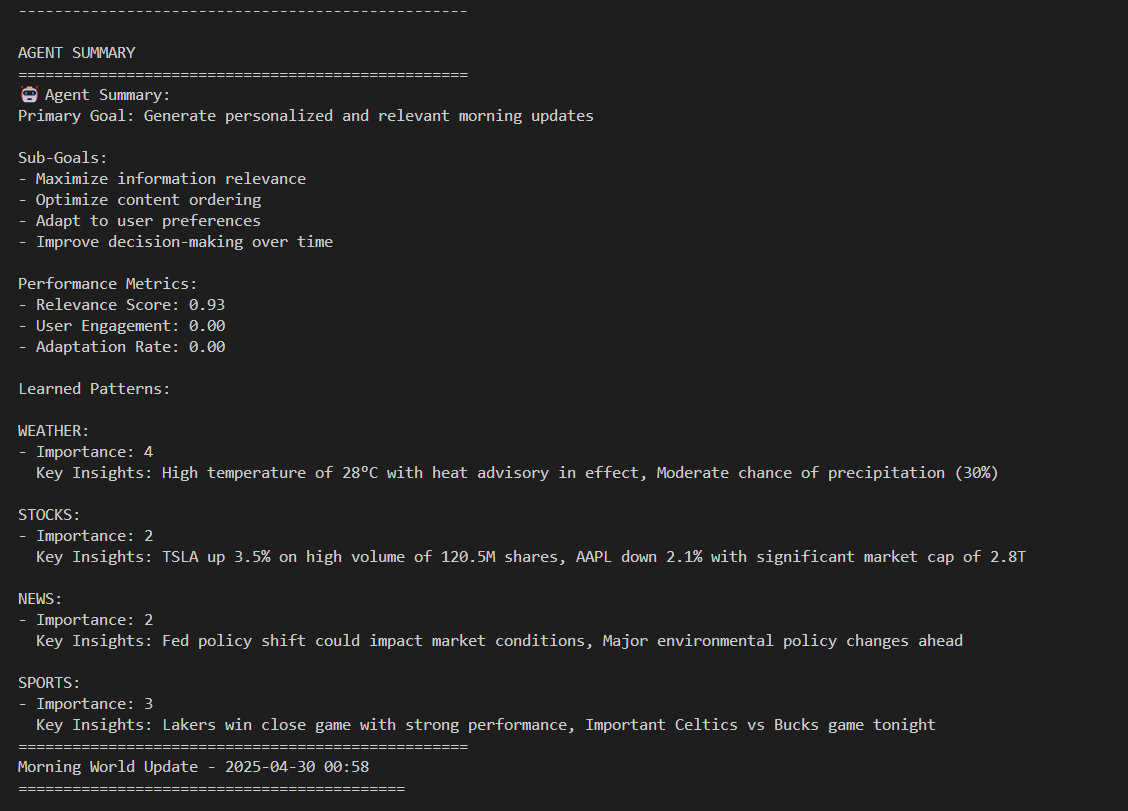 --------------------------------------------------
AGENT SUMMARY
==================================================
🤖 Agent Summary:
Primary Goal: Generate personalized and relevant morning updates
Sub-Goals:
- Maximize information relevance
- Optimize content ordering
- Adapt to user preferences
- Improve decision-making over time
Performance Metrics:
- Relevance Score: 0.93
- User Engagement: 0.00
- Adaptation Rate: 0.00
Learned Patterns:
WEATHER:
- Importance: 4
Key Insights: High temperature of 28°C with heat advisory in effect, Moderate chance of precipitation (30%)
STOCKS:
- Importance: 2
Key Insights: TSLA up 3.5% on high volume of 120.5M shares, AAPL down 2.1% with significant market cap of 2.8T
NEWS:
- Importance: 2
Key Insights: Fed policy shift could impact market conditions, Major environmental policy changes ahead
SPORTS:
- Importance: 3
Key Insights: Lakers win close game with strong performance, Important Celtics vs Bucks game tonight
==================================================
Morning World Update - 2025-04-30 00:58
===========================================